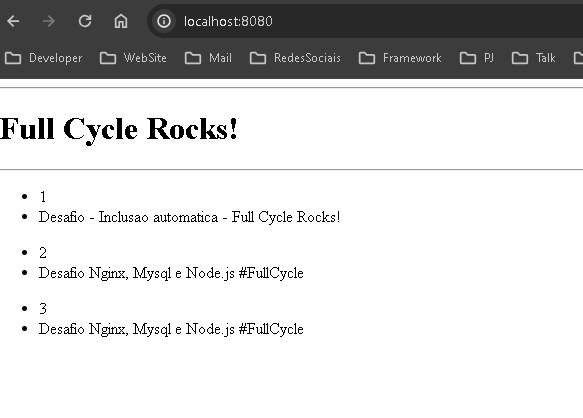 localhost:8080
Developer WebSite Mail RedesSociais Framework PJ Talk
Full Cycle Rocks!
1
Desafio - Inclusao automatica - Full Cycle Rocks!
2
Desafio Nginx, Mysql e Node.js #FullCycle
3
Desafio Nginx, Mysql e Node.js #FullCycle